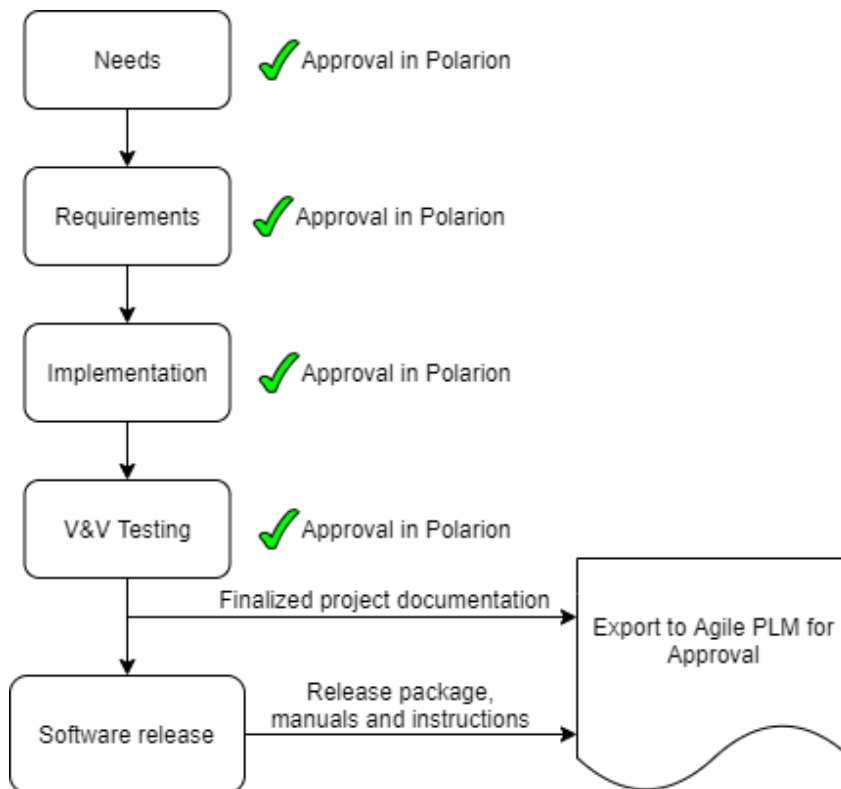 Needs
Approval in Polarion
Requirements
Approval in Polarion
Implementation
Approval in Polarion
V&V Testing
Approval in Polarion
Finalized project documentation
Export to Agile PLM for
Approval
Software release
Release package,
manuals and instructions